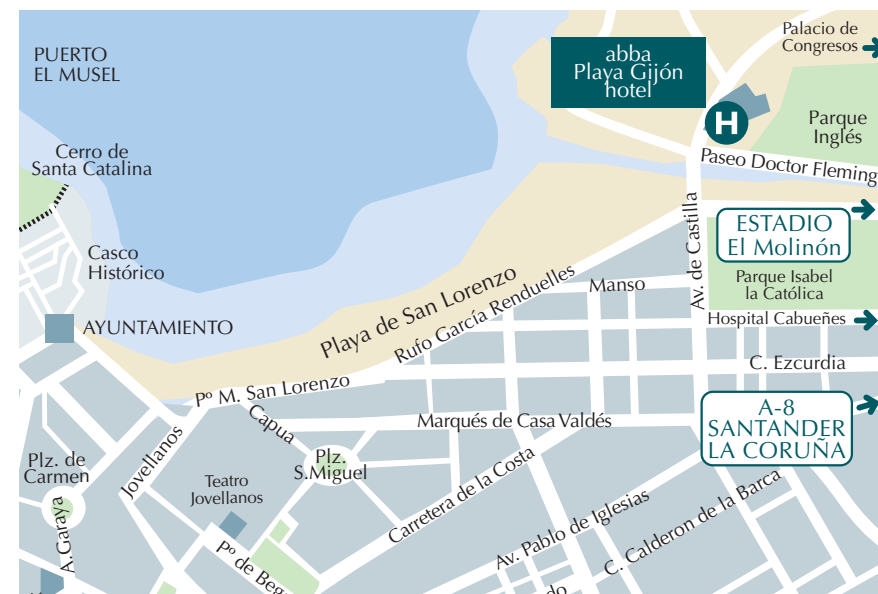 PUERTO
EL MUSEL
abba
Playa Gijón
hotel
Palacio de
Congresos
H
Parque
Inglés
Cerro de
Santa Catalina
Paseo Doctor Fleming
Av. de Castilla
ESTADIO
El Molinón
Casco
Histórico
Parque Isabel
la Católica
Manso
Playa de San Lorenzo
Rufo García Renduelles
Hospital Cabueñes
AYUNTAMIENTO
C. Ezcurdia
Pº M. San Lorenzo
A-8
SANTANDER
LA CORUÑA
Capua
Marqués de Casa Valdés
Jovellanos
Plz. de
Carmen
Plz.
S.Miguel
Teatro
Jovellanos
Carretera de la Costa
Av. Pablo de Iglesias
C. Calderon de la Barca
A.Garaya
Pº de Beg
do